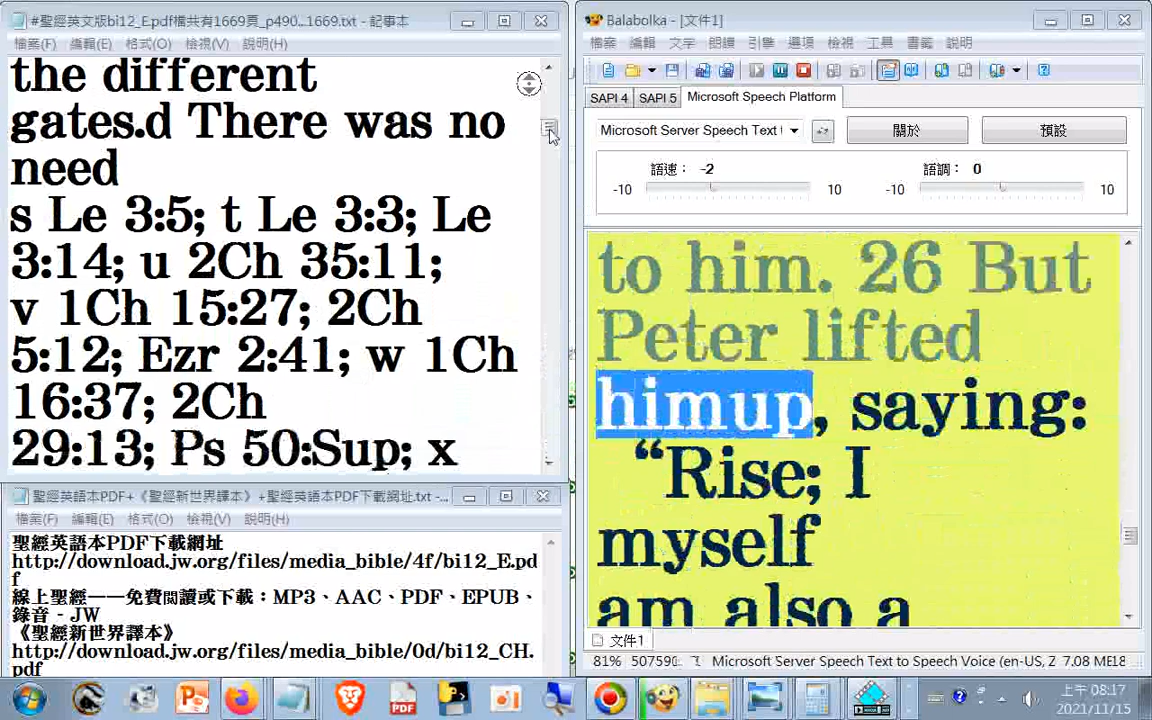 #聖經英文版bi12_E.pdf檔共有1669頁_p490...1669.txt - 記事本
檔案(F) 編輯(E) 格式(O) 檢視(V) 說明(H)
the different
gates.d There was no
need
s Le 3:5; t Le 3:3; Le
3:14; u 2Ch 35:11;
v 1Ch 15:27; 2Ch
5:12; Ezr 2:41; w 1Ch
16:37; 2Ch
29:13; Ps 50:Sup; x
聖經英語本PDF+《聖經新世界譯本》+聖經英語本PDF下載網址.txt -...
檔案(F) 編輯(E) 格式(O) 檢視(V) 說明(H)
聖經英語本PDF下載網址
http://download.jw.org/files/media_bible/4f/bi12_E.pd
f
線上聖經——免費閱讀或下載：MP3、AAC、PDF、EPUB、
錄音 - JW
《聖經新世界譯本》
http://download.jw.org/files/media_bible/0d/bi12_CH.
pdf
Balabolka - [文件1]
檔案 編輯 文字 朗讀 引擎 選項 檢視 工具 書籤 說明
SAPI 4 SAPI 5 Microsoft Speech Platform
Microsoft Server Speech Text 關於 預設
語速： -2 語調： 0
-10 10 -10 10
to him. 26 But
Peter lifted
himup, saying:
“Rise; I
myself
am also a
文件1
81% 507590 Microsoft Server Speech Text to Speech Voice (en-US, Z 7.08 ME18
PDF
上午 08:17
2021/11/15